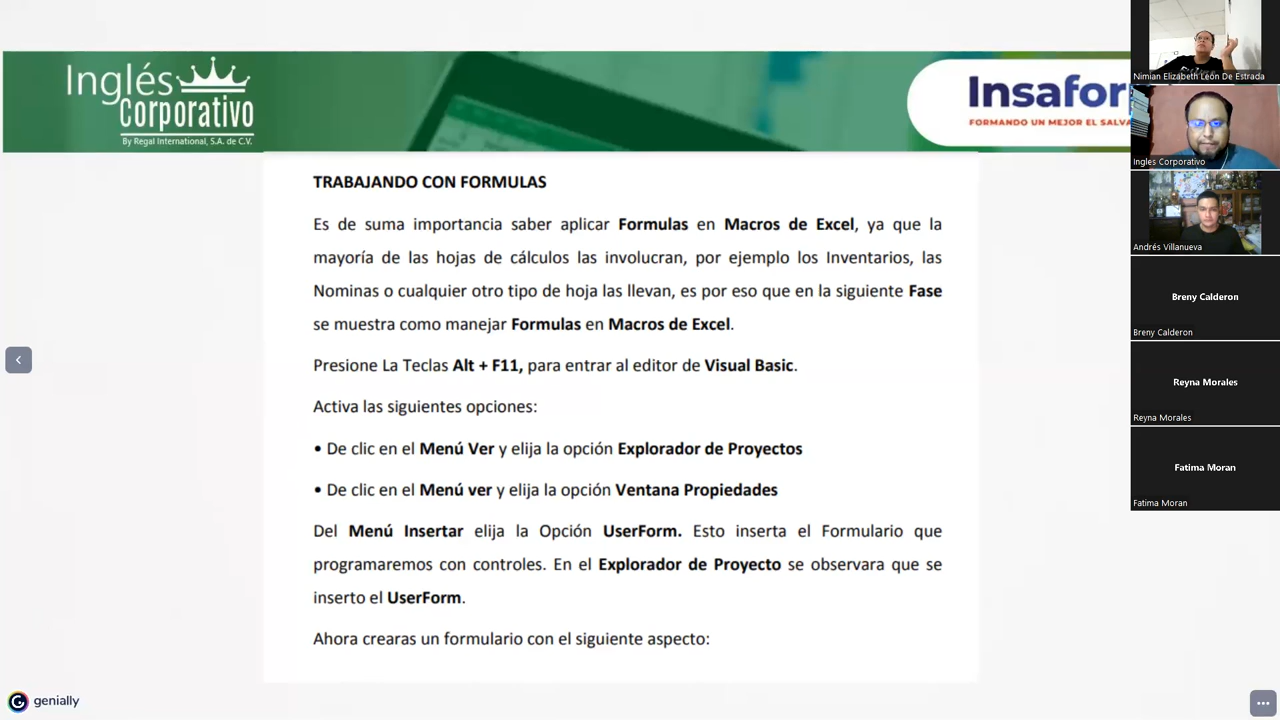 Inglés
Corporativo
By Regal International, S.A. de C.V.
Insafor
FORMANDO UN MEJOR EL SALVA
TRABAJANDO CON FORMULAS
Es de suma importancia saber aplicar Formulas en Macros de Excel, ya que la
mayoría de las hojas de cálculos las involucran, por ejemplo los Inventarios, las
Nominas o cualquier otro tipo de hoja las llevan, es por eso que en la siguiente Fase
se muestra como manejar Formulas en Macros de Excel.
Presione La Teclas Alt + F11, para entrar al editor de Visual Basic.
Activa las siguientes opciones:
• De clic en el Menú Ver y elija la opción Explorador de Proyectos
• De clic en el Menú ver y elija la opción Ventana Propiedades
Del Menú Insertar elija la Opción UserForm. Esto inserta el Formulario que
programaremos con controles. En el Explorador de Proyecto se observara que se
inserto el UserForm.
Ahora crearas un formulario con el siguiente aspecto:
genially
Nimian Elizabeth León De Estrada
Ingles Corporativo
Andrés Villanueva
Breny Calderon
Breny Calderon
Reyna Morales
Reyna Morales
Fatima Moran
Fatima Moran